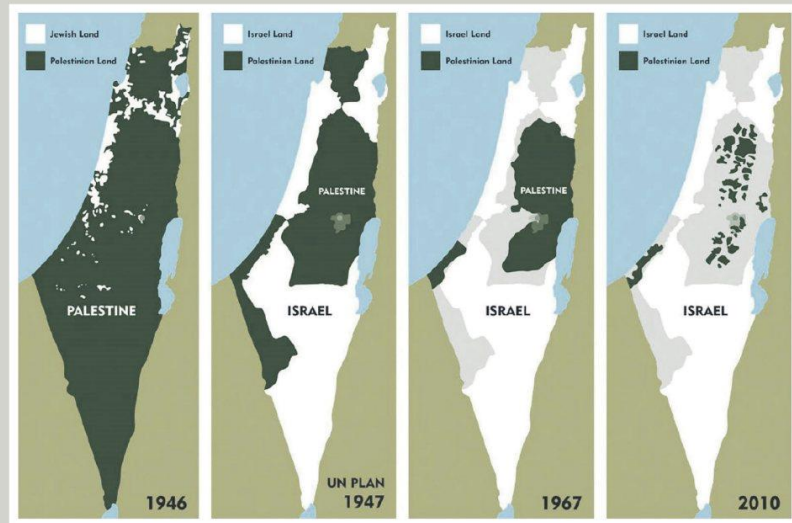 Jewish Land
Palestinian Land
PALESTINE
1946
Israel Land
Palestinian Land
PALESTINE
ISRAEL
UN PLAN
1947
Israel Land
Palestinian Land
PALESTINE
ISRAEL
1967
Israel Land
Palestinian Land
ISRAEL
2010